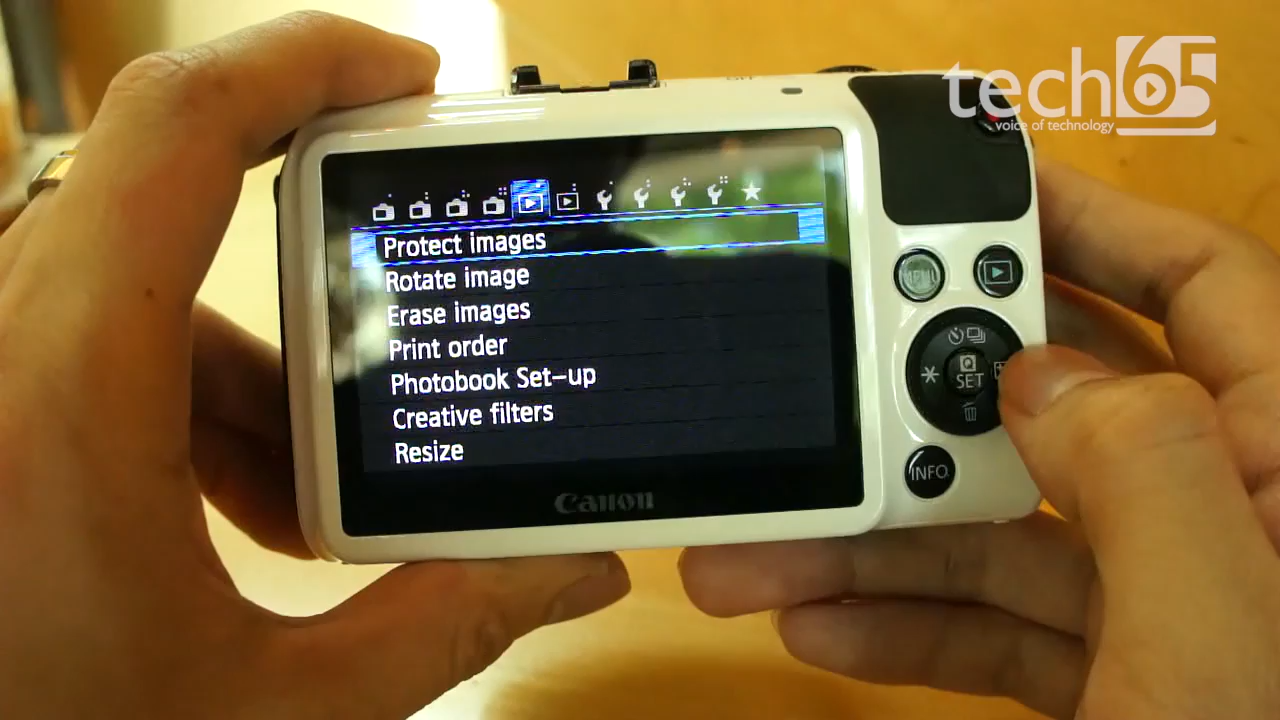 tech65
voice of technology
Protect images
Rotate image
Erase images
Print order
Photobook Set-up
Creative filters
Resize
Canon
MENU
Q
SET
INFO.